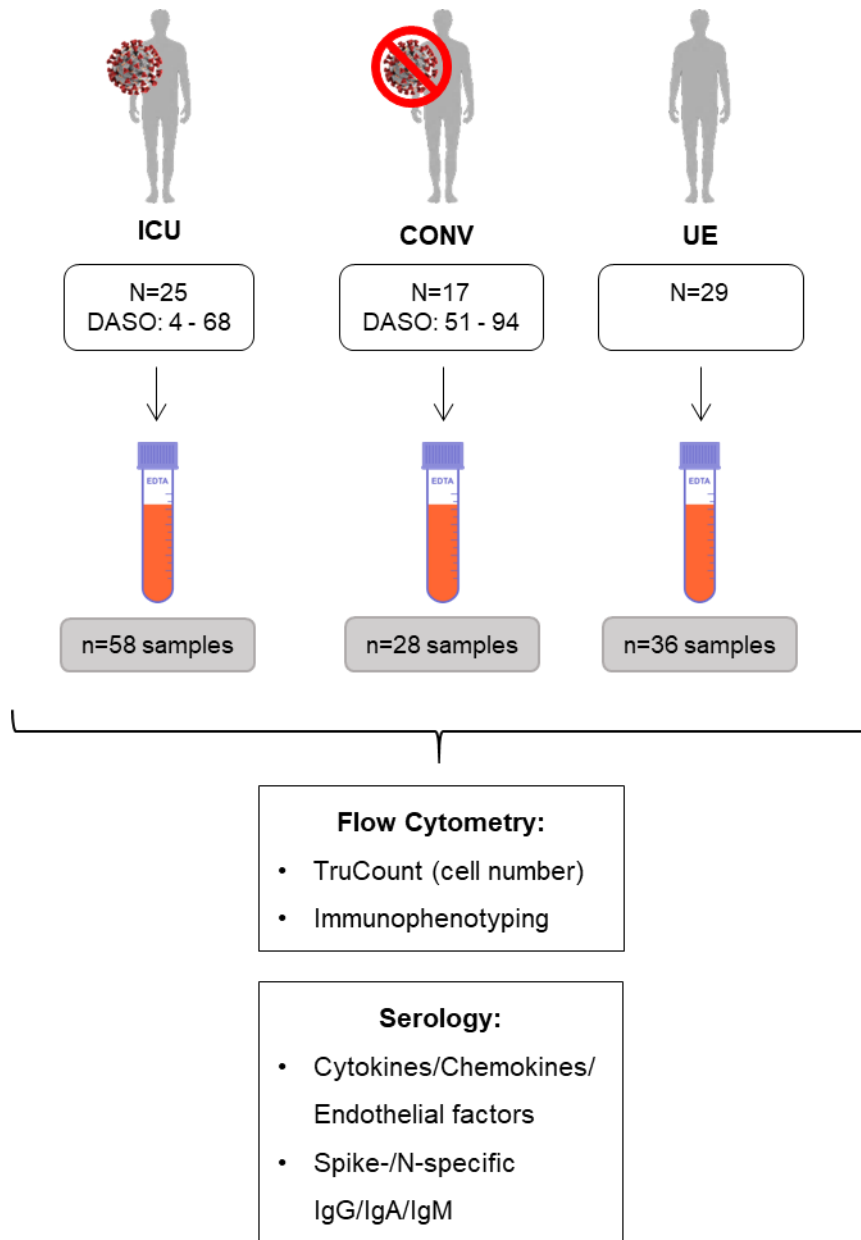 ICU
CONV
UE
N=25
DASO: 4 - 68
N=17
DASO: 51 - 94
N=29
EDTA
EDTA
EDTA
n=58 samples
n=28 samples
n=36 samples
Flow Cytometry:
• TruCount (cell number)
• Immunophenotyping
Serology:
• Cytokines/Chemokines/
Endothelial factors
• Spike-/N-specific
IgG/IgA/IgM